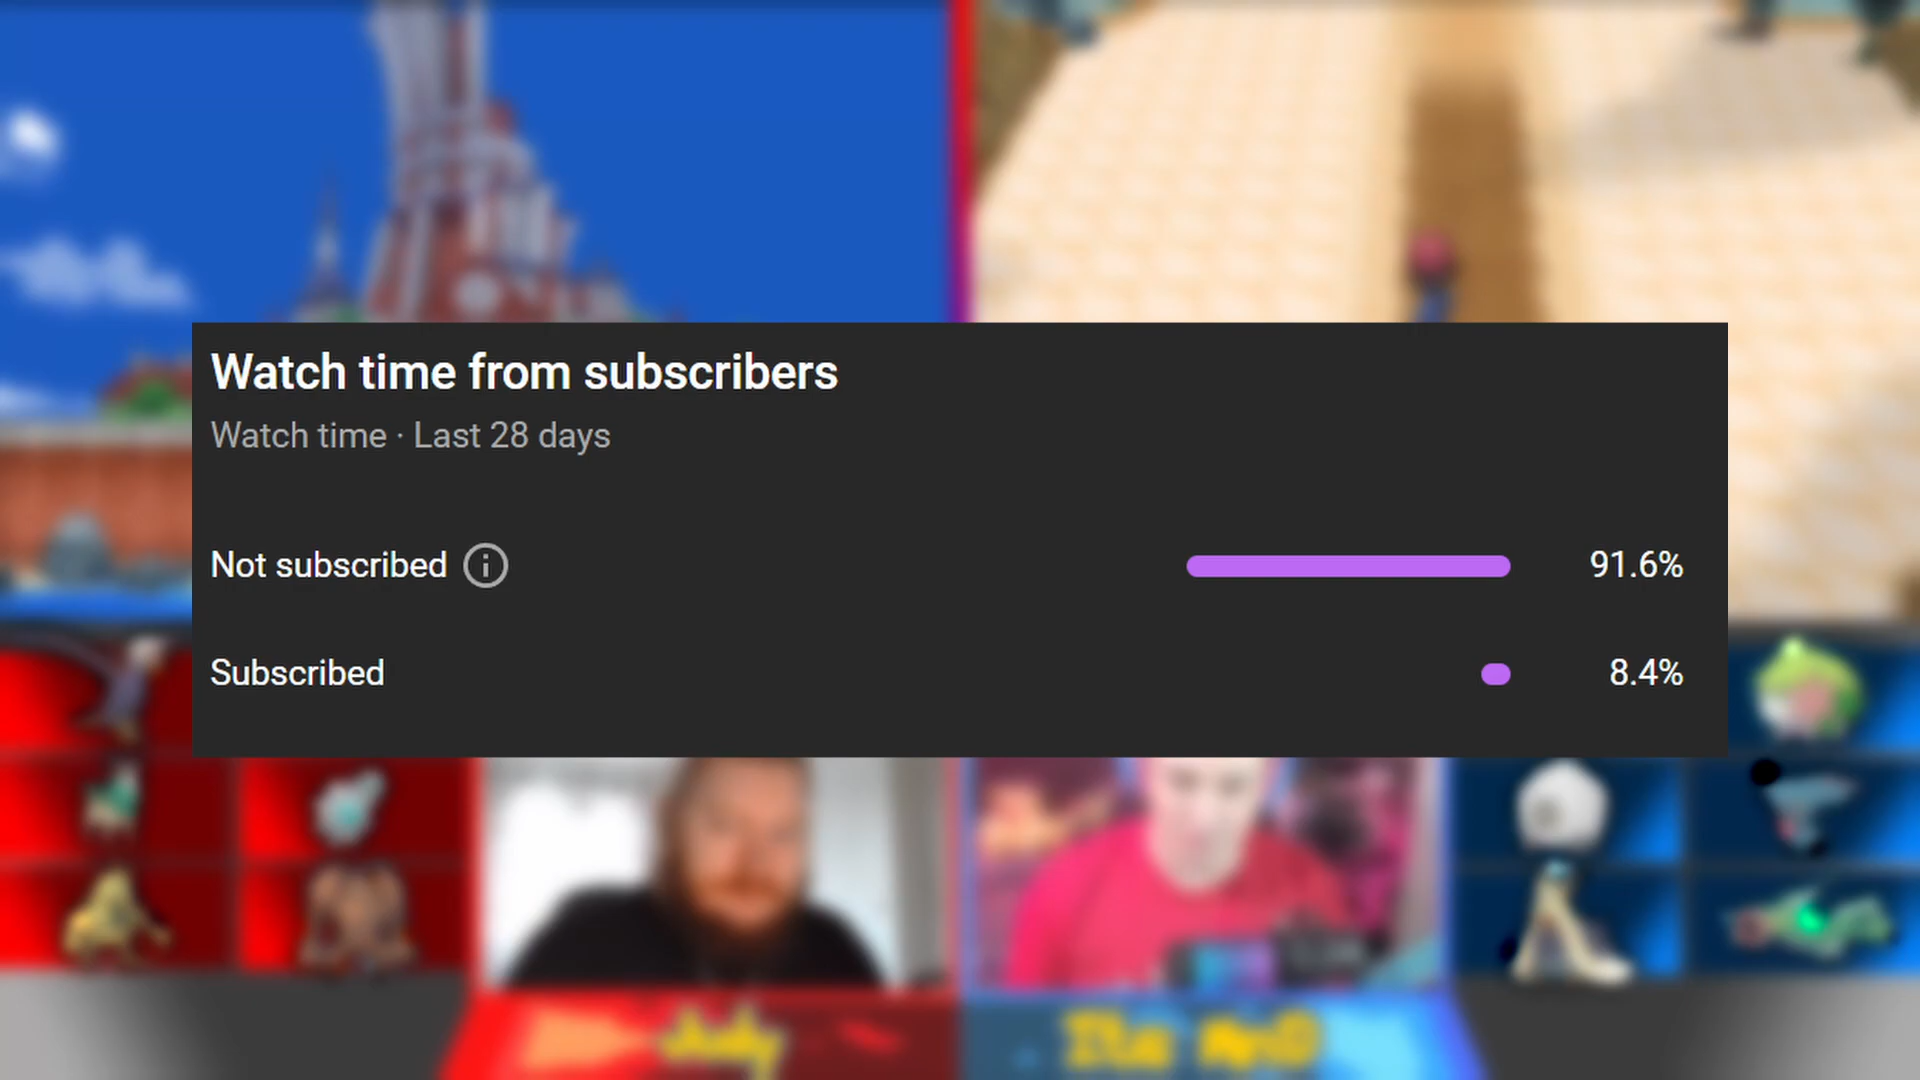 Watch time from subscribers
Watch time · Last 28 days
Not subscribed 91.6%
Subscribed 8.4%